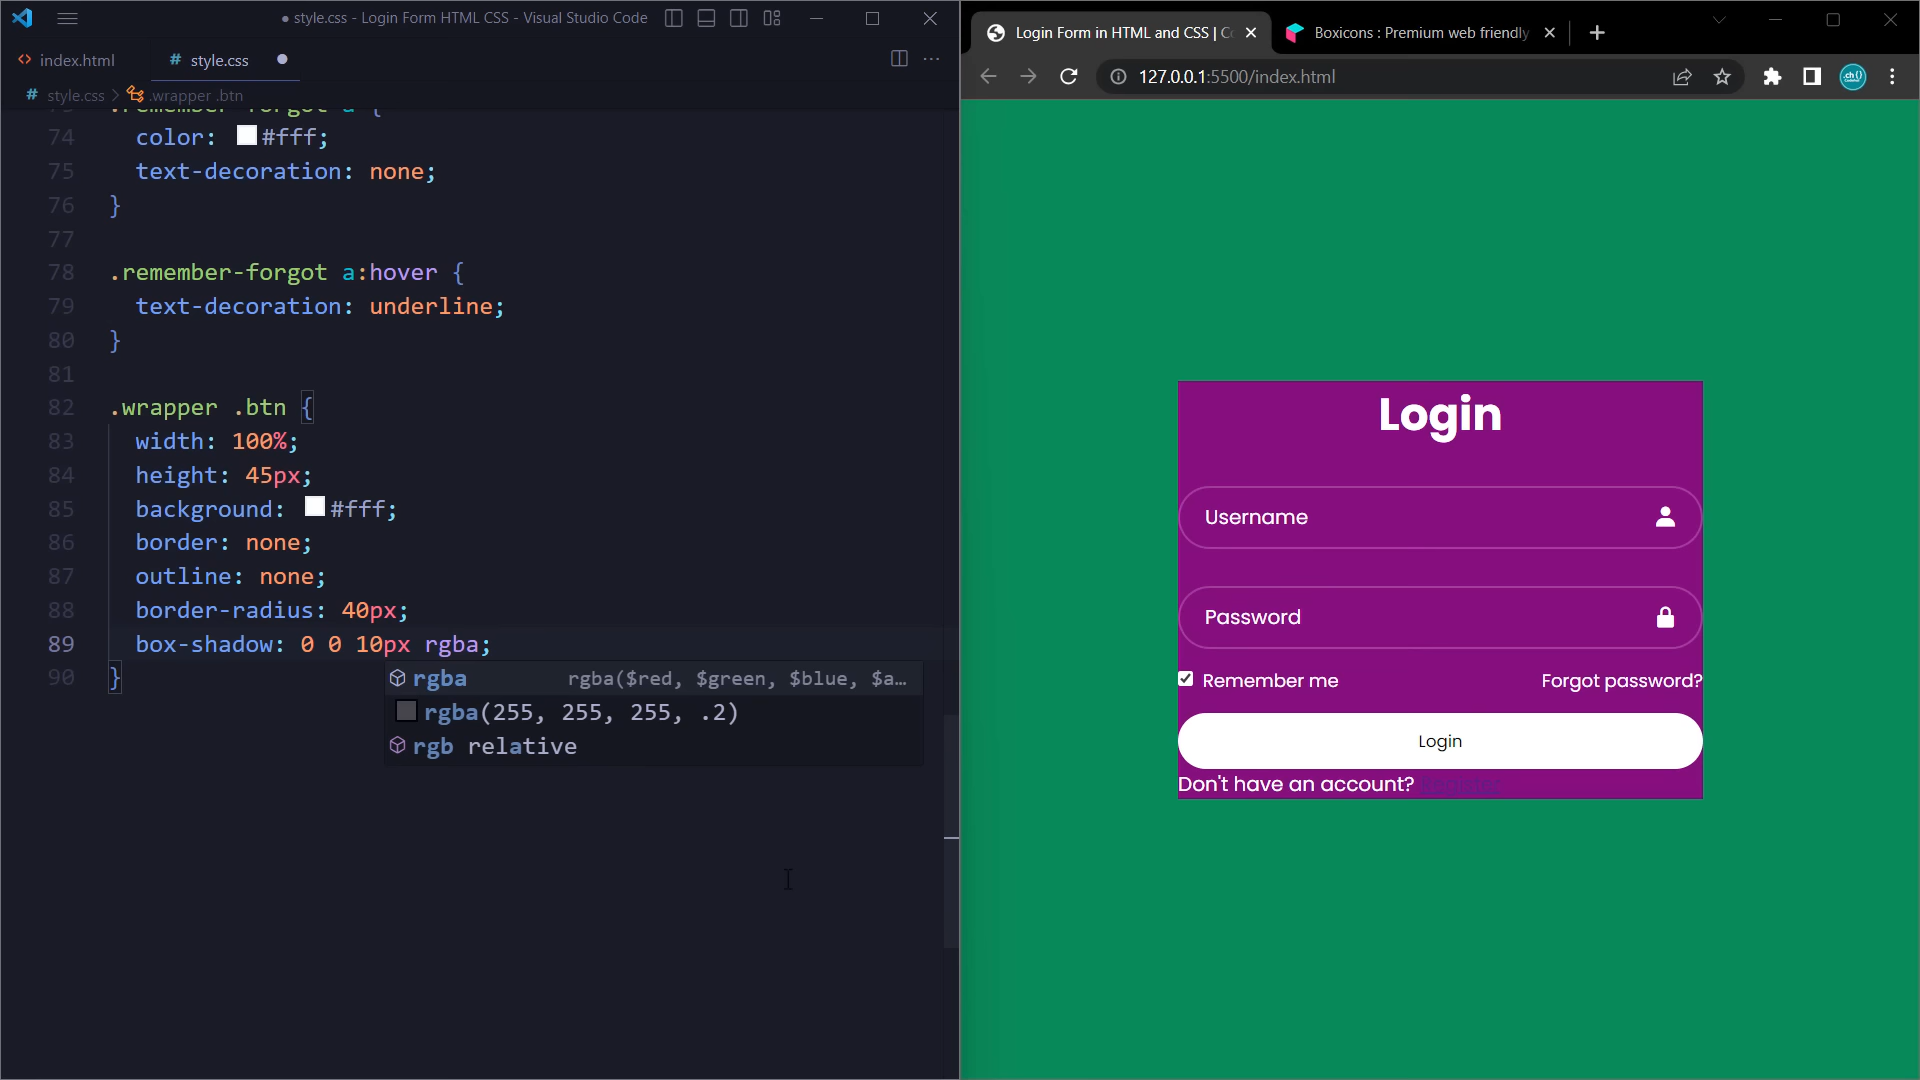 style.css - Login Form HTML CSS - Visual Studio Code
index.html
style.css
style.css > .wrapper .btn
73 .remember-forgot a {
74 color: #fff;
75 text-decoration: none;
76 }
77
78 .remember-forgot a:hover {
79 text-decoration: underline;
80 }
81
82 .wrapper .btn {
83 width: 100%;
84 height: 45px;
85 background: #fff;
86 border: none;
87 outline: none;
88 border-radius: 40px;
89 box-shadow: 0 0 10px rgba;
90 }
rgba rgba($red, $green, $blue, $a…
rgba(255, 255, 255, .2)
rgb relative
Login Form in HTML and CSS | Co
Boxicons : Premium web friendly
127.0.0.1:5500/index.html
Login
Username
Password
Remember me Forgot password?
Login
Don't have an account? Register